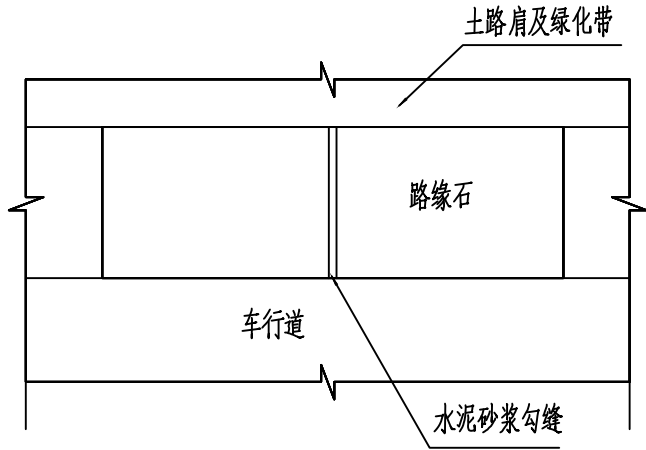 土路肩及绿化带
路缘石
车行道
水泥砂浆勾缝